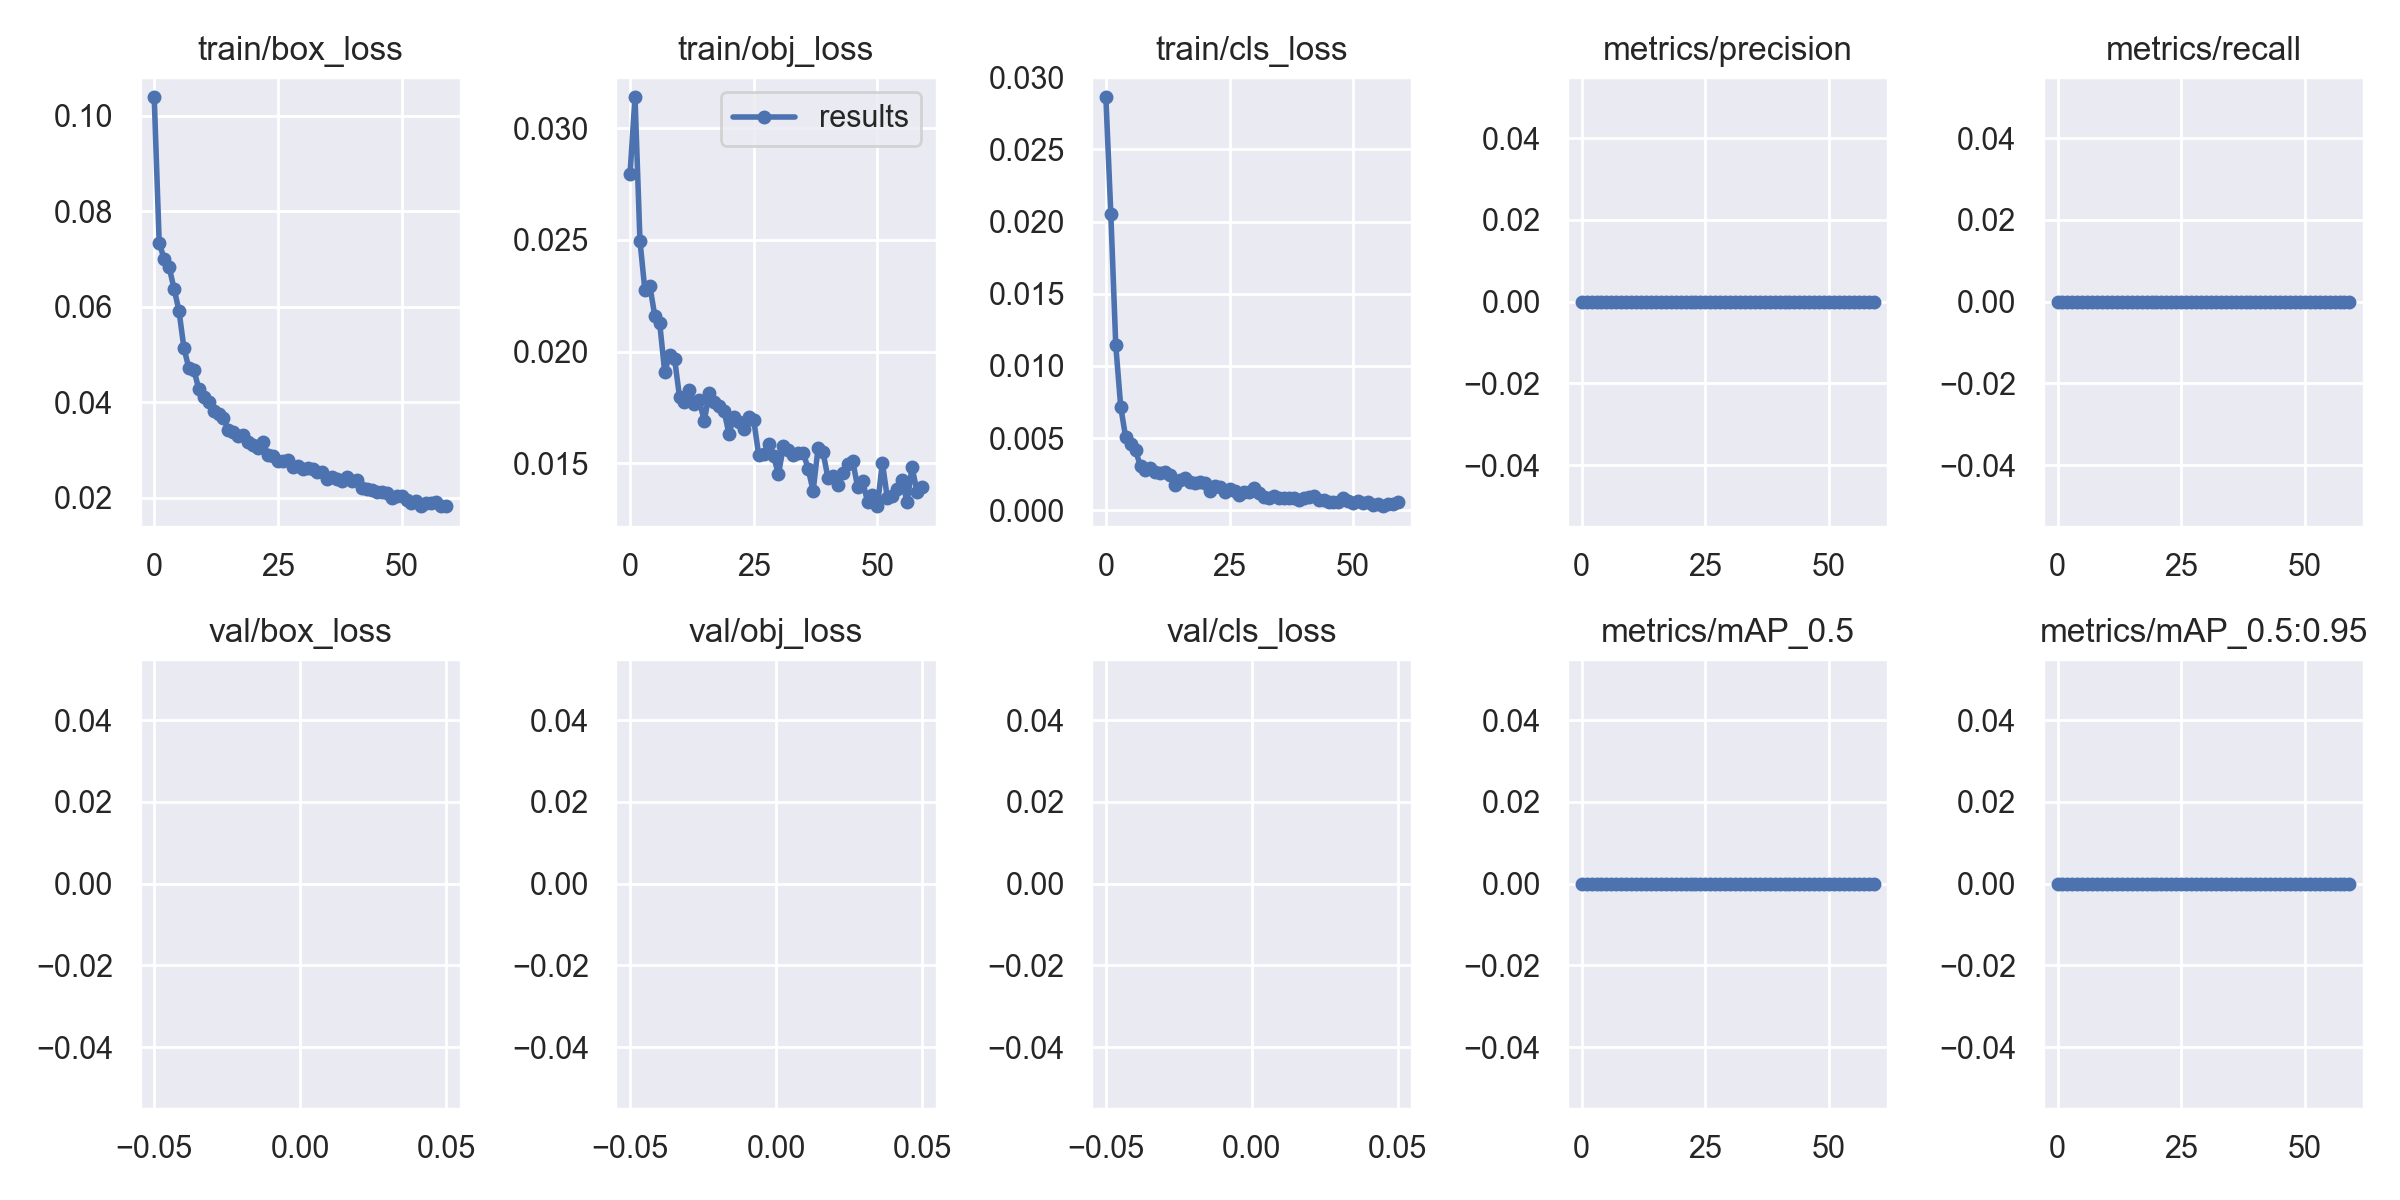 train/box_loss
train/obj_loss
train/cls_loss
metrics/precision
metrics/recall
0.10
0.08
0.06
0.04
0.02
0 25 50
results
0.030
0.025
0.020
0.015
0 25 50
0.030
0.025
0.020
0.015
0.010
0.005
0.000
0 25 50
0.04
0.02
0.00
−0.02
−0.04
0 25 50
0.04
0.02
0.00
−0.02
−0.04
0 25 50
val/box_loss
val/obj_loss
val/cls_loss
metrics/mAP_0.5
metrics/mAP_0.5:0.95
0.04
0.02
0.00
−0.02
−0.04
−0.05 0.00 0.05
0.04
0.02
0.00
−0.02
−0.04
−0.05 0.00 0.05
0.04
0.02
0.00
−0.02
−0.04
−0.05 0.00 0.05
0.04
0.02
0.00
−0.02
−0.04
0 25 50
0.04
0.02
0.00
−0.02
−0.04
0 25 50